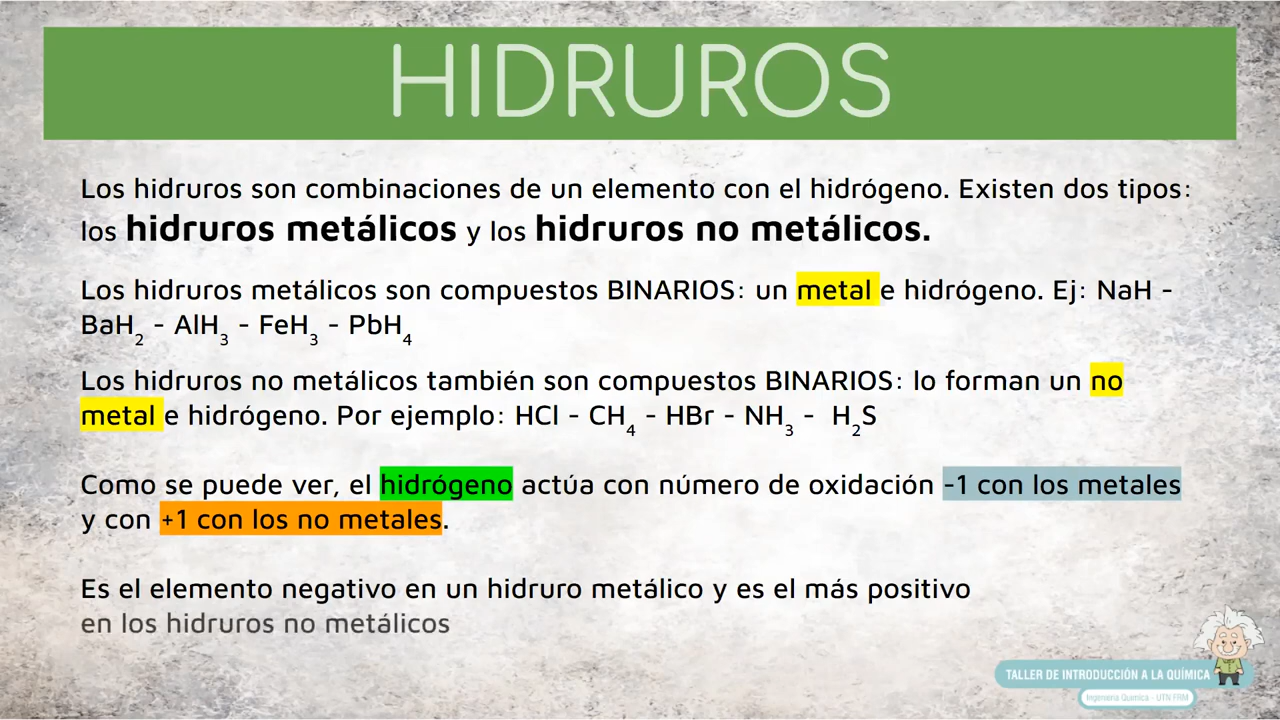 HIDRUROS
Los hidruros son combinaciones de un elemento con el hidrógeno. Existen dos tipos:
los hidruros metálicos y los hidruros no metálicos.
Los hidruros metálicos son compuestos BINARIOS: un metal e hidrógeno. Ej: NaH -
BaH₂ - AlH₃ - FeH₃ - PbH₄
Los hidruros no metálicos también son compuestos BINARIOS: lo forman un no
metal e hidrógeno. Por ejemplo: HCl - CH₄ - HBr - NH₃ - H₂S
Como se puede ver, el hidrógeno actúa con número de oxidación -1 con los metales
y con +1 con los no metales.
Es el elemento negativo en un hidruro metálico y es el más positivo
en los hidruros no metálicos
TALLER DE INTRODUCCIÓN A LA QUÍMICA
Ingeniería Química - UTN FRM